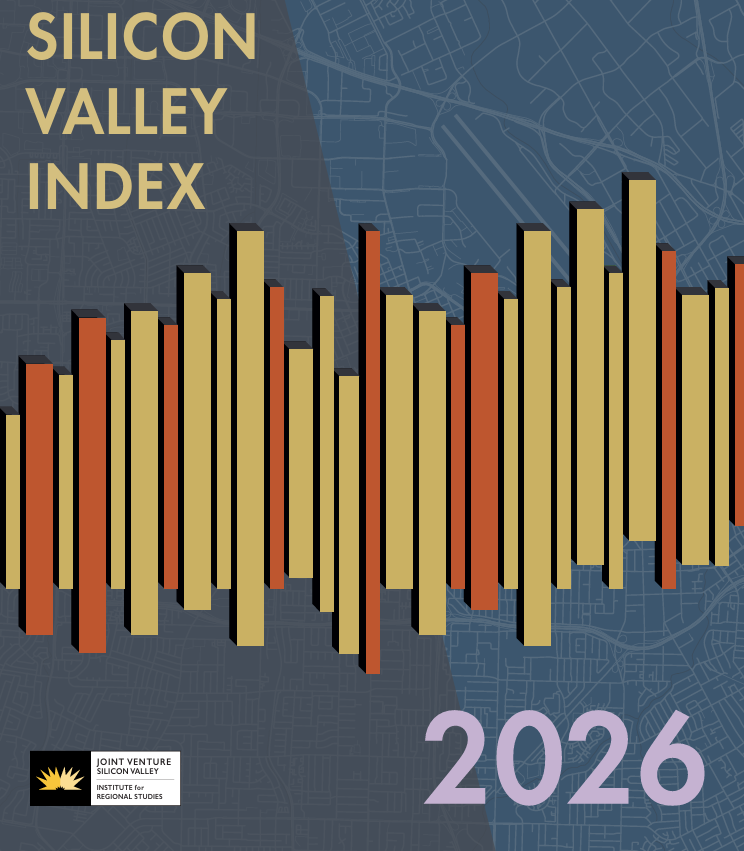 SILICON
VALLEY
INDEX
2026
JOINT VENTURE
SILICON VALLEY
INSTITUTE for
REGIONAL STUDIES